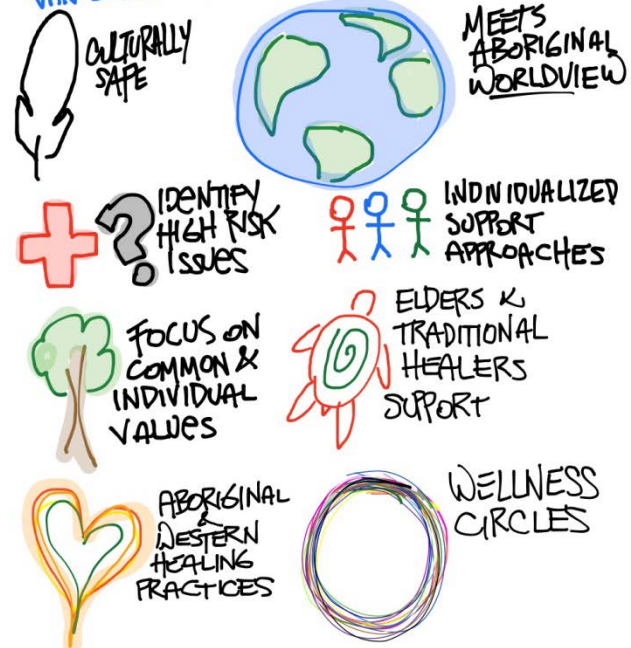 CULTURALLY
SAFE
MEETS
ABORIGINAL
WORLDVIEW
IDENTIFY
HIGH RISK
ISSUES
INDIVIDUALIZED
SUPPORT
APPROACHES
FOCUS ON
COMMON &
INDIVIDUAL
VALUES
ELDERS &
TRADITIONAL
HEALERS
SUPPORT
ABORIGINAL
&
WESTERN
HEALING
PRACTICES
WELLNESS
CIRCLES